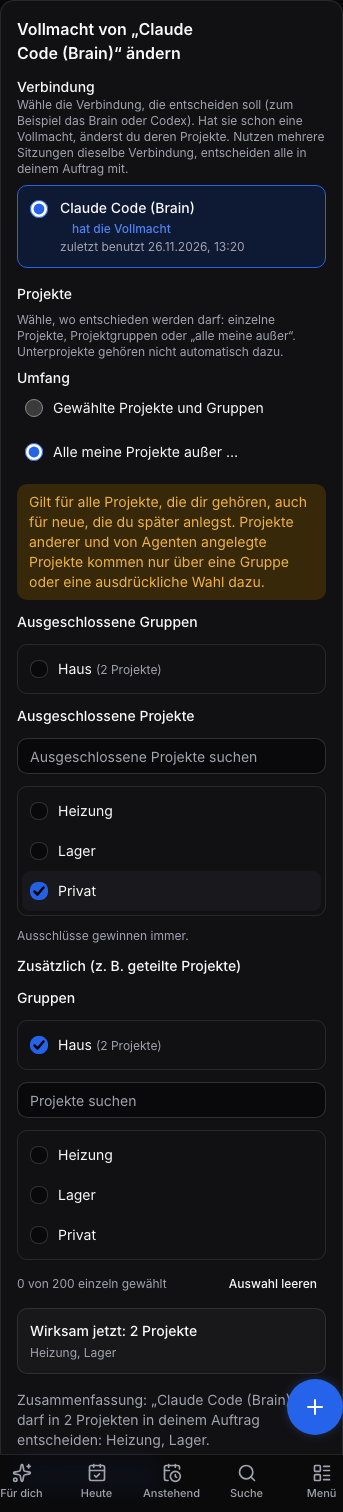 Vollmacht von „Claude
Code (Brain)“ ändern
Verbindung
Wähle die Verbindung, die entscheiden soll (zum
Beispiel das Brain oder Codex). Hat sie schon eine
Vollmacht, änderst du deren Projekte. Nutzen mehrere
Sitzungen dieselbe Verbindung, entscheiden alle in
deinem Auftrag mit.
Claude Code (Brain)
hat die Vollmacht
zuletzt benutzt 26.11.2026, 13:20
Projekte
Wähle, wo entschieden werden darf: einzelne
Projekte, Projektgruppen oder „alle meine außer“.
Unterprojekte gehören nicht automatisch dazu.
Umfang
Gewählte Projekte und Gruppen
Alle meine Projekte außer ...
Gilt für alle Projekte, die dir gehören, auch
für neue, die du später anlegst. Projekte
anderer und von Agenten angelegte
Projekte kommen nur über eine Gruppe
oder eine ausdrückliche Wahl dazu.
Ausgeschlossene Gruppen
Haus (2 Projekte)
Ausgeschlossene Projekte
Ausgeschlossene Projekte suchen
Heizung
Lager
Privat
Ausschlüsse gewinnen immer.
Zusätzlich (z. B. geteilte Projekte)
Gruppen
Haus (2 Projekte)
Projekte suchen
Heizung
Lager
Privat
0 von 200 einzeln gewählt Auswahl leeren
Wirksam jetzt: 2 Projekte
Heizung, Lager
Zusammenfassung: „Claude Code (Brain)
darf in 2 Projekten in deinem Auftrag
entscheiden: Heizung, Lager.
Für dich Heute Anstehend Suche Menü